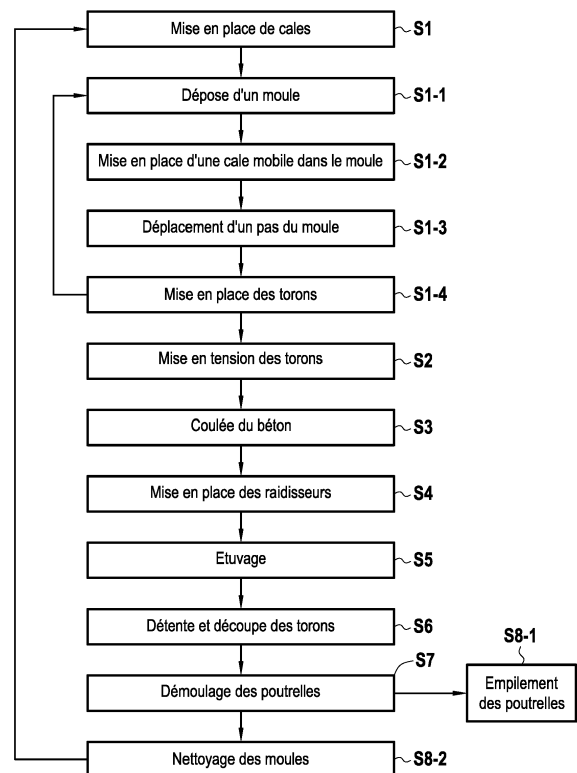 Mise en place de cales
S1
Dépose d'un moule
S1-1
Mise en place d'une cale mobile dans le moule
S1-2
Déplacement d'un pas du moule
S1-3
Mise en place des torons
S1-4
Mise en tension des torons
S2
Coulée du béton
S3
Mise en place des raidisseurs
S4
Etuvage
S5
Détente et découpe des torons
S6
S7
S8-1
Démoulage des poutrelles
Empilement
des poutrelles
Nettoyage des moules
S8-2